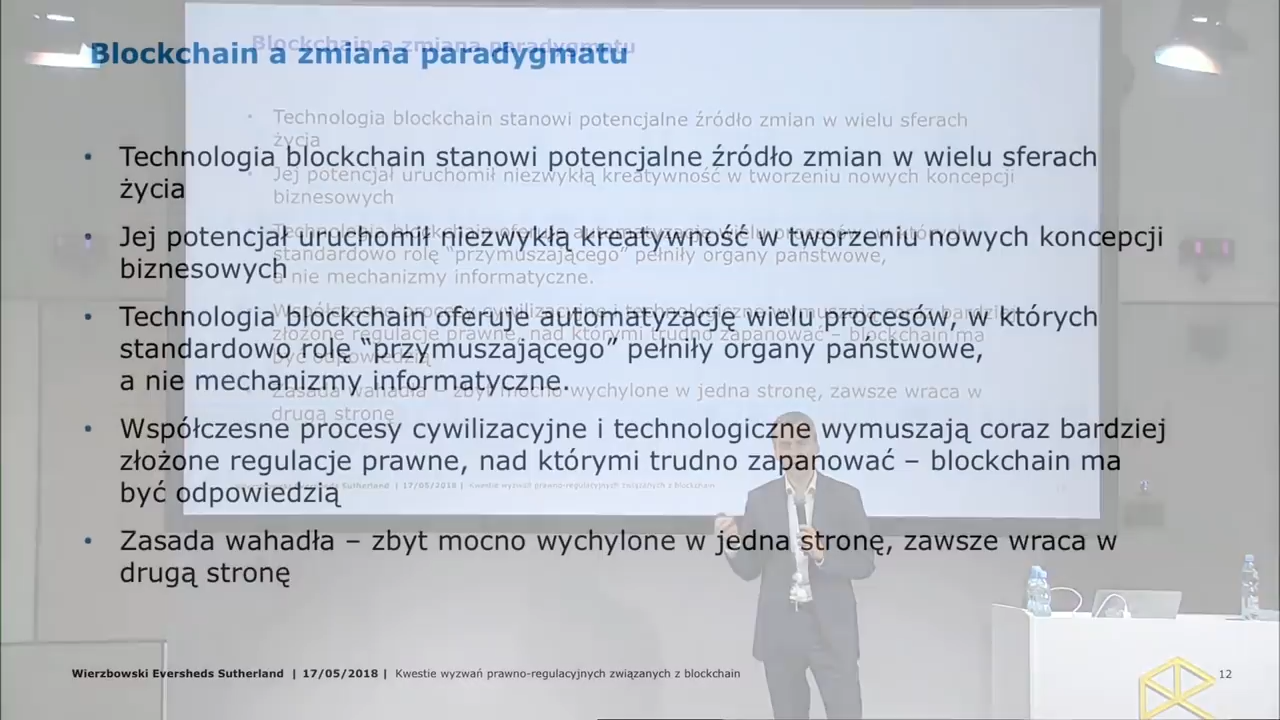 Blockchain a zmiana paradygmatu
• Technologia blockchain stanowi potencjalne źródło zmian w wielu sferach
życia
• Jej potencjał uruchomił niezwykłą kreatywność w tworzeniu nowych koncepcji
biznesowych
• Technologia blockchain oferuje automatyzację wielu procesów, w których
standardowo rolę “przymuszającego” pełniły organy państwowe,
a nie mechanizmy informatyczne.
• Współczesne procesy cywilizacyjne i technologiczne wymuszają coraz bardziej
złożone regulacje prawne, nad którymi trudno zapanować – blockchain ma
być odpowiedzią
• Zasada wahadła – zbyt mocno wychylone w jedna stronę, zawsze wraca w
drugą stronę
Wierzbowski Eversheds Sutherland | 17/05/2018 | Kwestie wyzwań prawno-regulacyjnych związanych z blockchain
12